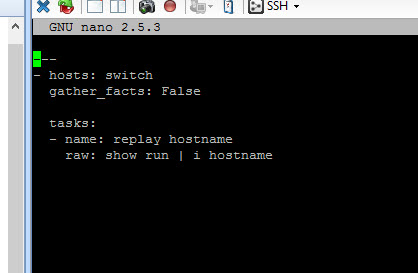 SSH
GNU nano 2.5.3
---
- hosts: switch
  gather_facts: False

  tasks:
  - name: replay hostname
    raw: show run | i hostname